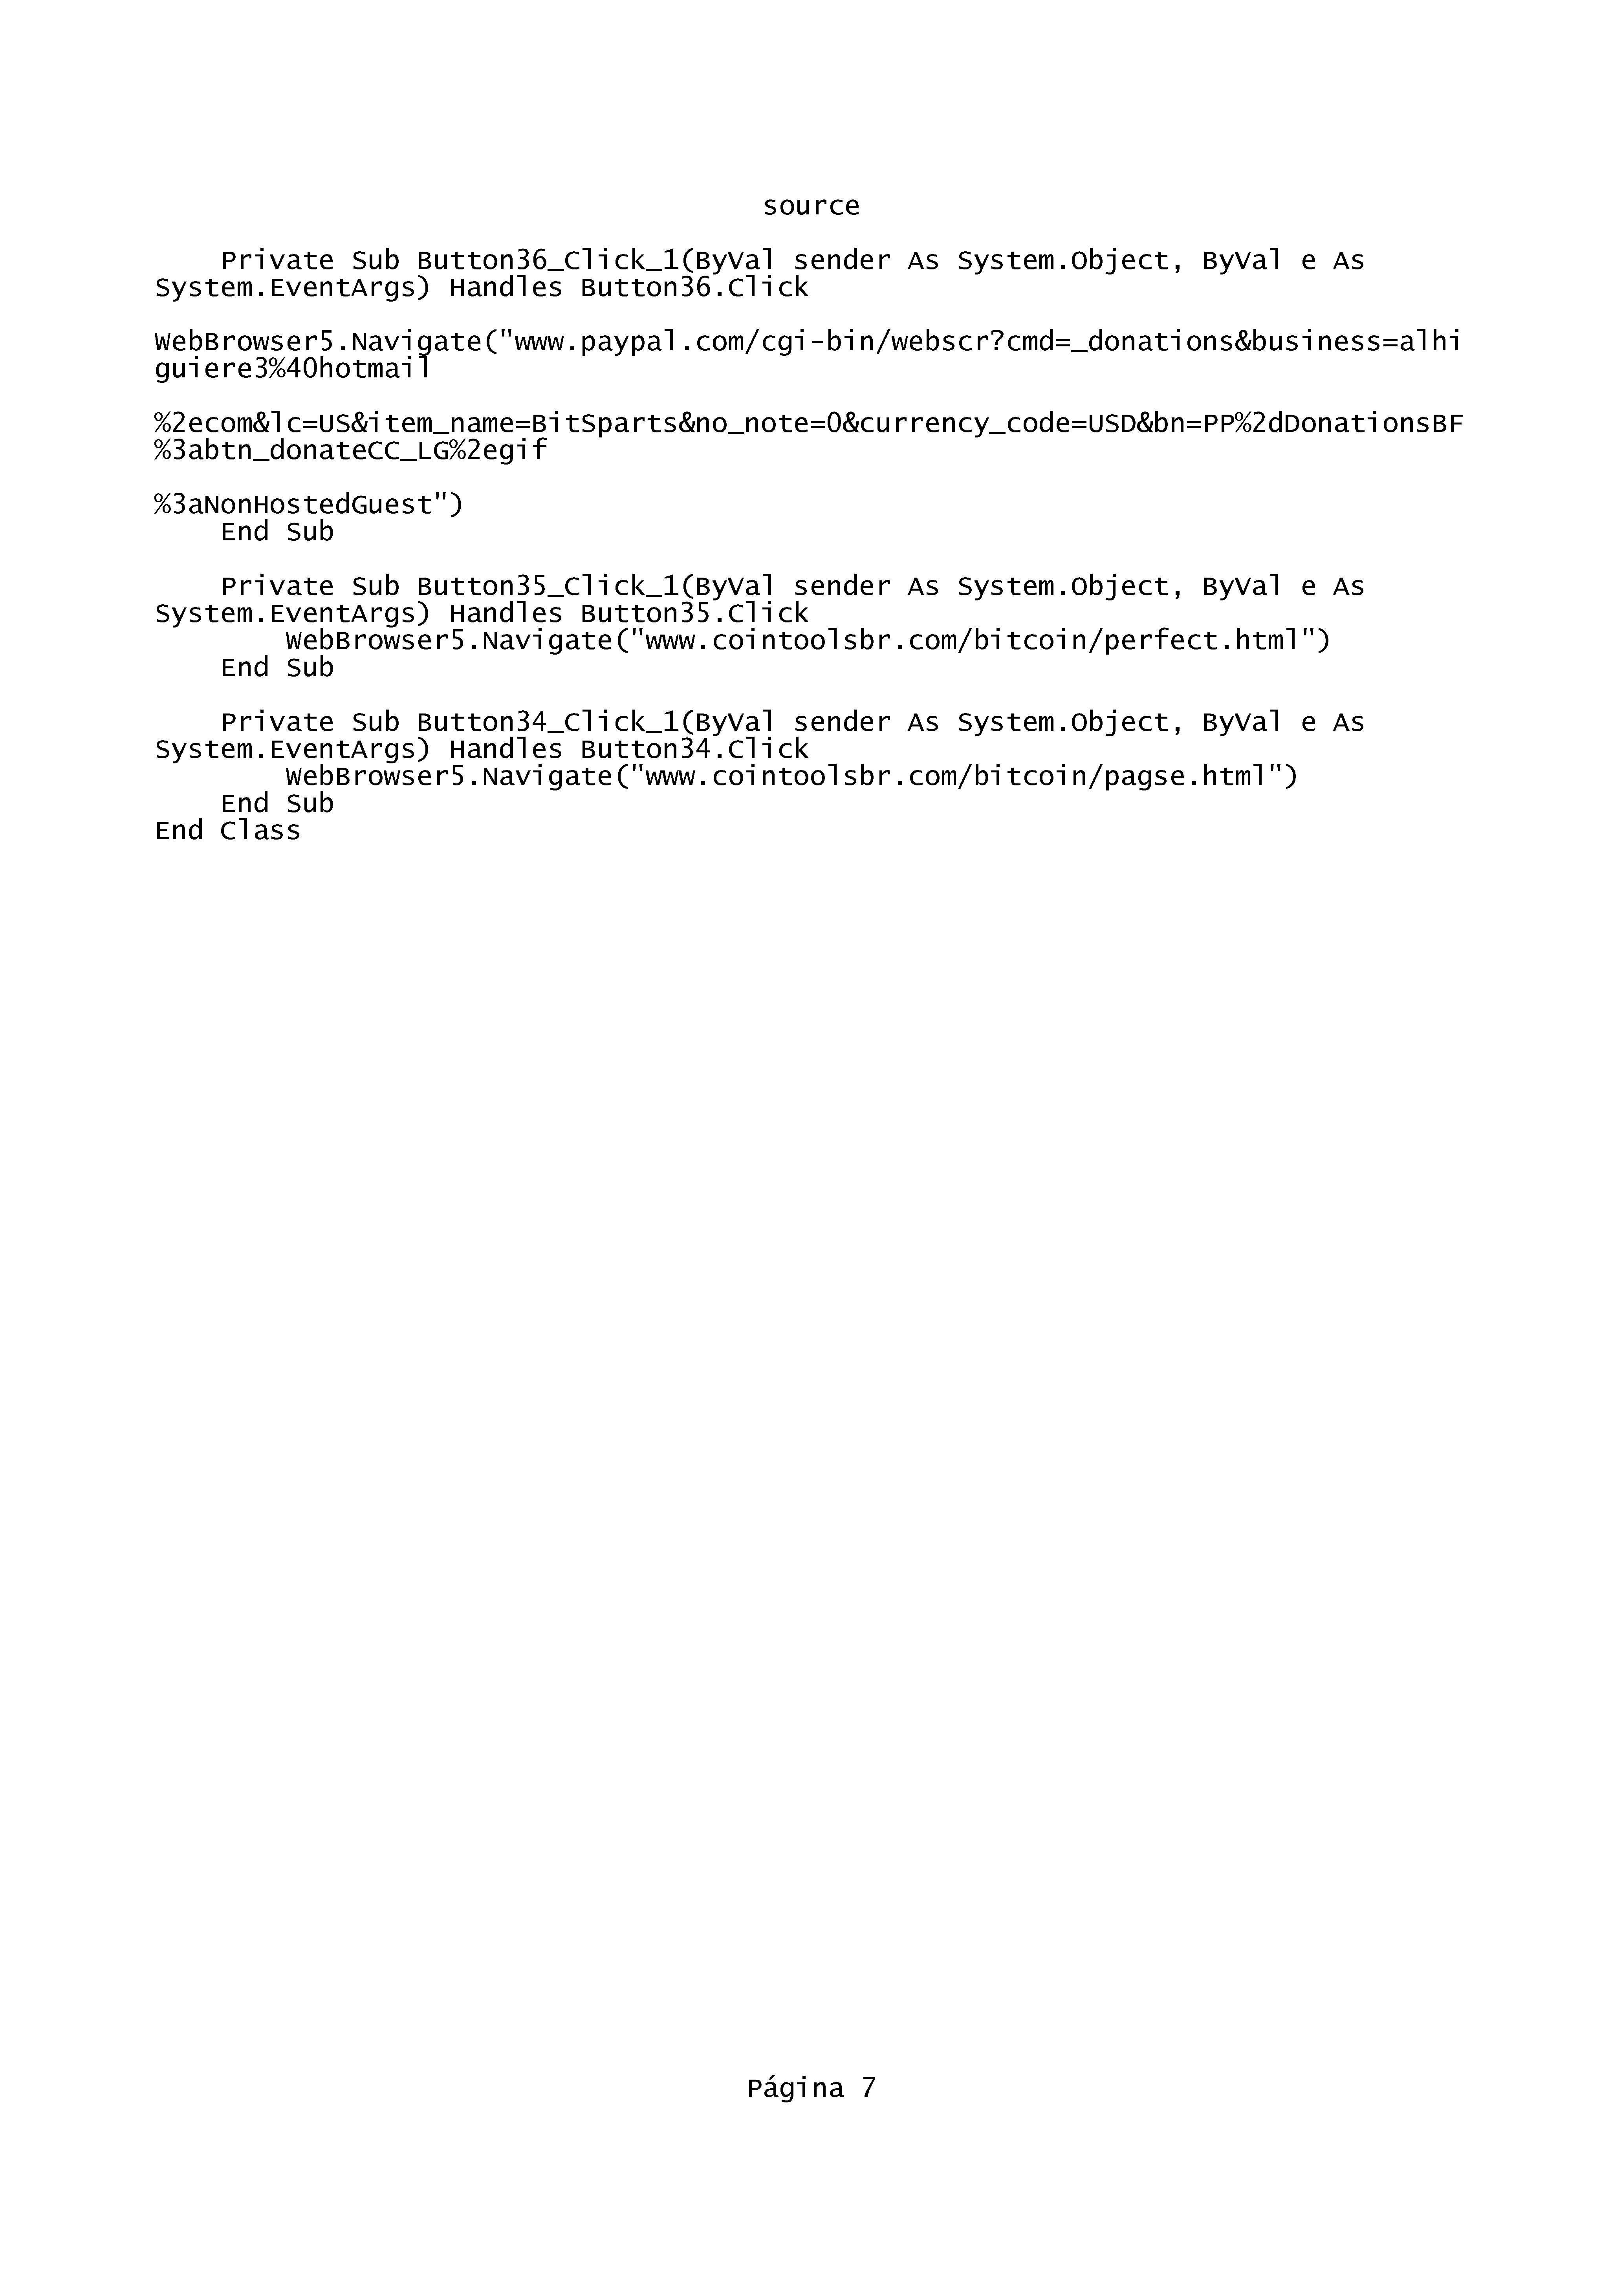 source
    Private Sub Button36_Click_1(ByVal sender As System.Object, ByVal e As
System.EventArgs) Handles Button36.Click
WebBrowser5.Navigate("www.paypal.com/cgi-bin/webscr?cmd=_donations&business=alhi
guiere3%40hotmail
%2ecom&lc=US&item_name=BitSparts&no_note=0&currency_code=USD&bn=PP%2dDonationsBF
%3abtn_donateCC_LG%2egif
%3aNonHostedGuest")
    End Sub
    Private Sub Button35_Click_1(ByVal sender As System.Object, ByVal e As
System.EventArgs) Handles Button35.Click
        WebBrowser5.Navigate("www.cointoolsbr.com/bitcoin/perfect.html")
    End Sub
    Private Sub Button34_Click_1(ByVal sender As System.Object, ByVal e As
System.EventArgs) Handles Button34.Click
        WebBrowser5.Navigate("www.cointoolsbr.com/bitcoin/pagse.html")
    End Sub
End Class
Página 7